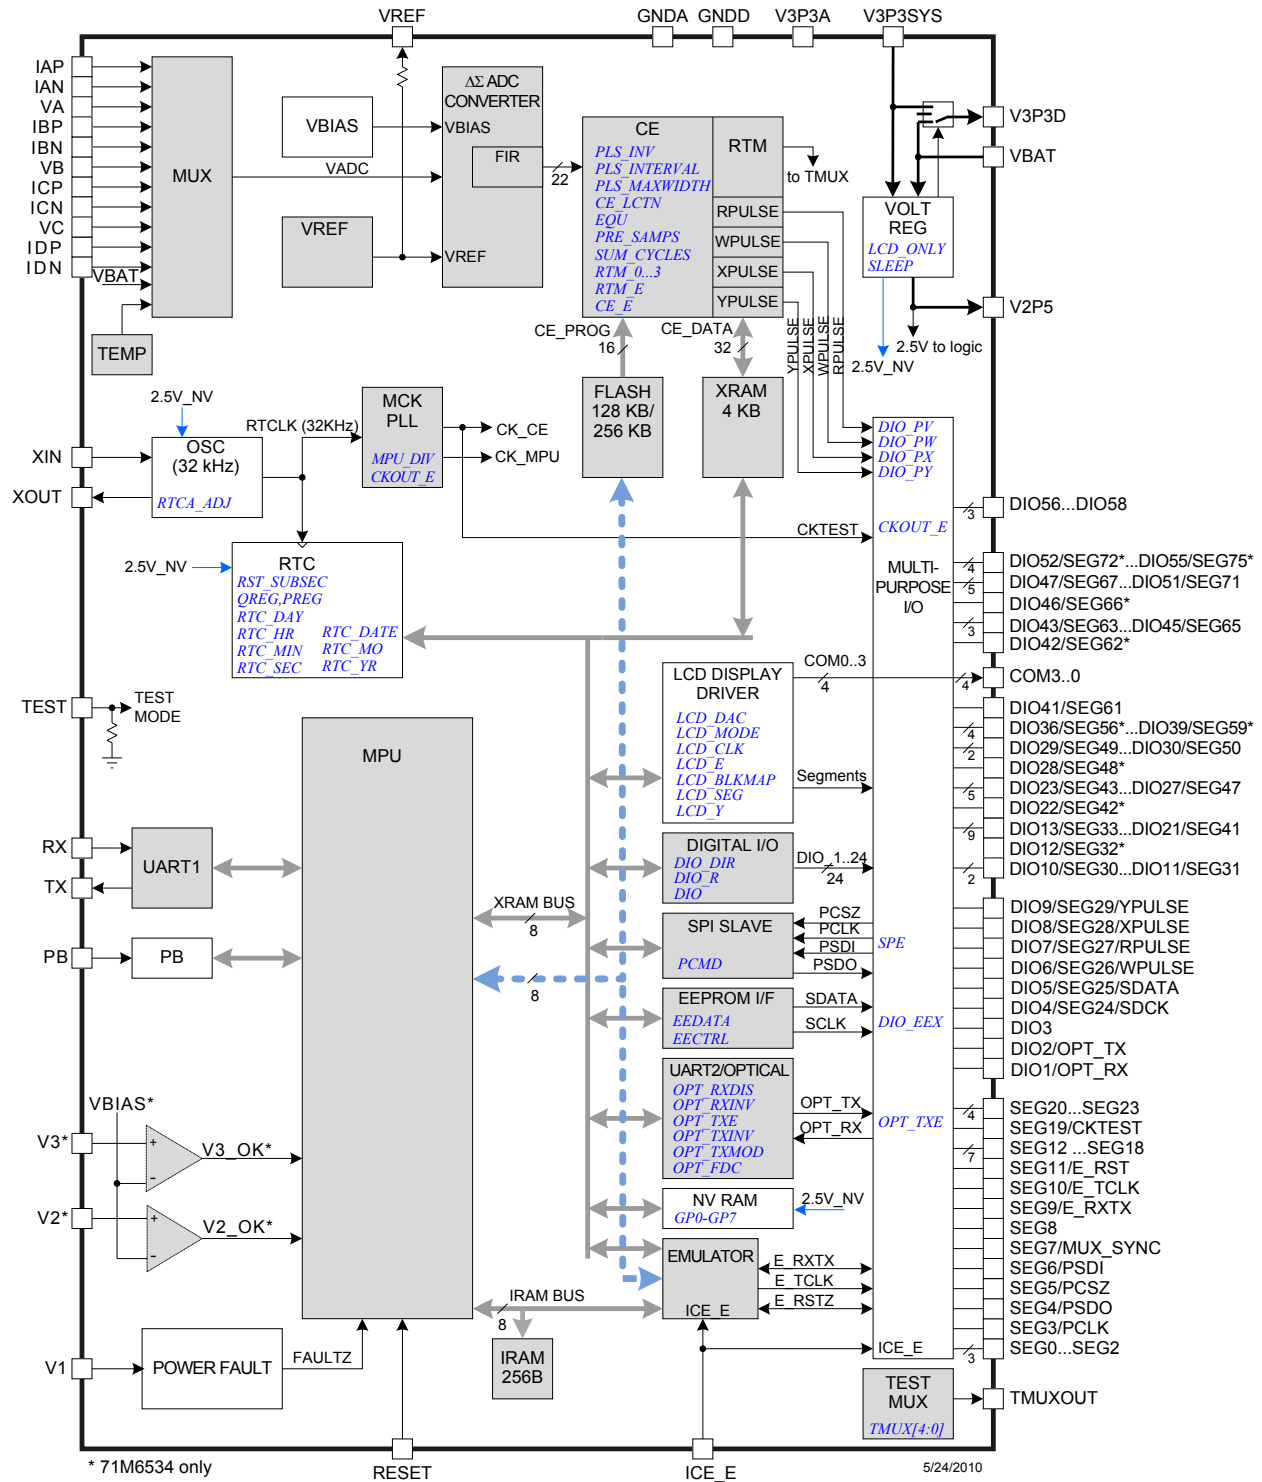 VREF
GNDA
GNDD
V3P3A
V3P3SYS
IAP
IAN
VA
IBP
IBN
VB
ICP
ICN
VC
IDP
IDN
VBAT
MUX
TEMP
VBIAS
VADC
VREF
ΔΣ ADC
CONVERTER
VBIAS
FIR
VREF
22
CE
PLS_INV
PLS_INTERVAL
PLS_MAXWIDTH
CE_LCTN
EQU
PRE_SAMPS
SUM_CYCLES
RTM_0...3
RTM_E
CE_E
RTM
to TMUX
RPULSE
WPULSE
XPULSE
YPULSE
YPULSE
XPULSE
WPULSE
RPULSE
V3P3D
VBAT
VOLT
REG
LCD_ONLY
SLEEP
V2P5
2.5V to logic
2.5V_NV
CE_PROG
16
CE_DATA
32
FLASH
128 KB/
256 KB
XRAM
4 KB
2.5V_NV
XIN
XOUT
OSC
(32 kHz)
RTCA_ADJ
RTCLK (32KHz)
MCK
PLL
MPU_DIV
CKOUT_E
CK_CE
CK_MPU
CKTEST
2.5V_NV
RTC
RST_SUBSEC
QREG,PREG
RTC_DAY
RTC_HR
RTC_MIN
RTC_SEC
RTC_DATE
RTC_MO
RTC_YR
DIO_PV
DIO_PW
DIO_PX
DIO_PY
CKOUT_E
MULTI-
PURPOSE
I/O
SPE
DIO_EEX
OPT_TXE
ICE_E
TEST
TEST
MODE
MPU
RX
TX
UART1
PB
PB
XRAM BUS
8
8
LCD DISPLAY
DRIVER
LCD_DAC
LCD_MODE
LCD_CLK
LCD_E
LCD_BLKMAP
LCD_SEG
LCD_Y
COM0..3
4
4
Segments
DIGITAL I/O
DIO_DIR
DIO_R
DIO
DIO_1..24
24
SPI SLAVE
PCMD
PCSZ
PCLK
PSDI
PSDO
EEPROM I/F
EEDATA
EECTRL
SDATA
SCLK
UART2/OPTICAL
OPT_RXDIS
OPT_RXINV
OPT_TXE
OPT_TXINV
OPT_TXMOD
OPT_FDC
OPT_TX
OPT_RX
NV RAM
GP0-GP7
2.5V_NV
EMULATOR
ICE_E
E_RXTX
E_TCLK
E_RSTZ
VBIAS*
V3*
+
-
V3_OK*
V2*
+
-
V2_OK*
IRAM BUS
8
IRAM
256B
V1
POWER FAULT
FAULTZ
RESET
ICE_E
TEST
MUX
TMUX[4:0]
TMUXOUT
DIO56...DIO58
3
DIO52/SEG72*...DIO55/SEG75*
4
DIO47/SEG67...DIO51/SEG71
5
DIO46/SEG66*
DIO43/SEG63...DIO45/SEG65
3
DIO42/SEG62*
COM3..0
DIO41/SEG61
DIO36/SEG56*...DIO39/SEG59*
4
DIO29/SEG49...DIO30/SEG50
2
DIO28/SEG48*
DIO23/SEG43...DIO27/SEG47
5
DIO22/SEG42*
DIO13/SEG33...DIO21/SEG41
9
DIO12/SEG32*
DIO10/SEG30...DIO11/SEG31
2
DIO9/SEG29/YPULSE
DIO8/SEG28/XPULSE
DIO7/SEG27/RPULSE
DIO6/SEG26/WPULSE
DIO5/SEG25/SDATA
DIO4/SEG24/SDCK
DIO3
DIO2/OPT_TX
DIO1/OPT_RX
SEG20...SEG23
4
SEG19/CKTEST
SEG12 ...SEG18
7
SEG11/E_RST
SEG10/E_TCLK
SEG9/E_RXTX
SEG8
SEG7/MUX_SYNC
SEG6/PSDI
SEG5/PCSZ
SEG4/PSDO
SEG3/PCLK
SEG0...SEG2
3
* 71M6534 only
5/24/2010